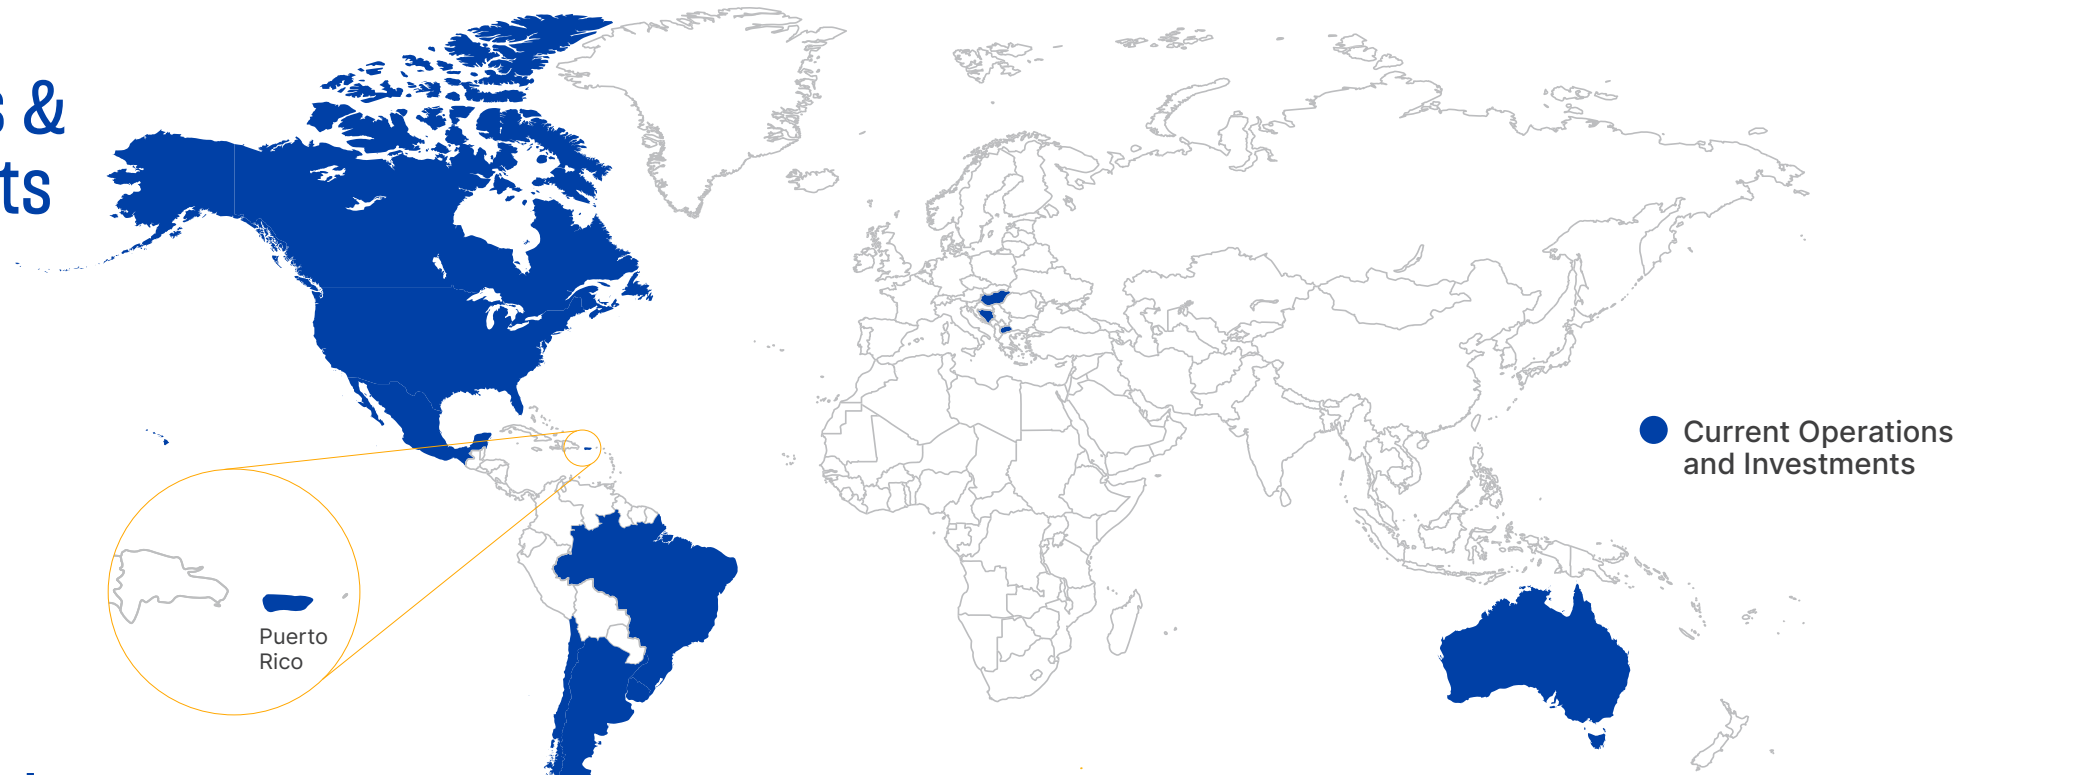 &
Puerto
Rico
Current Operations
and Investments